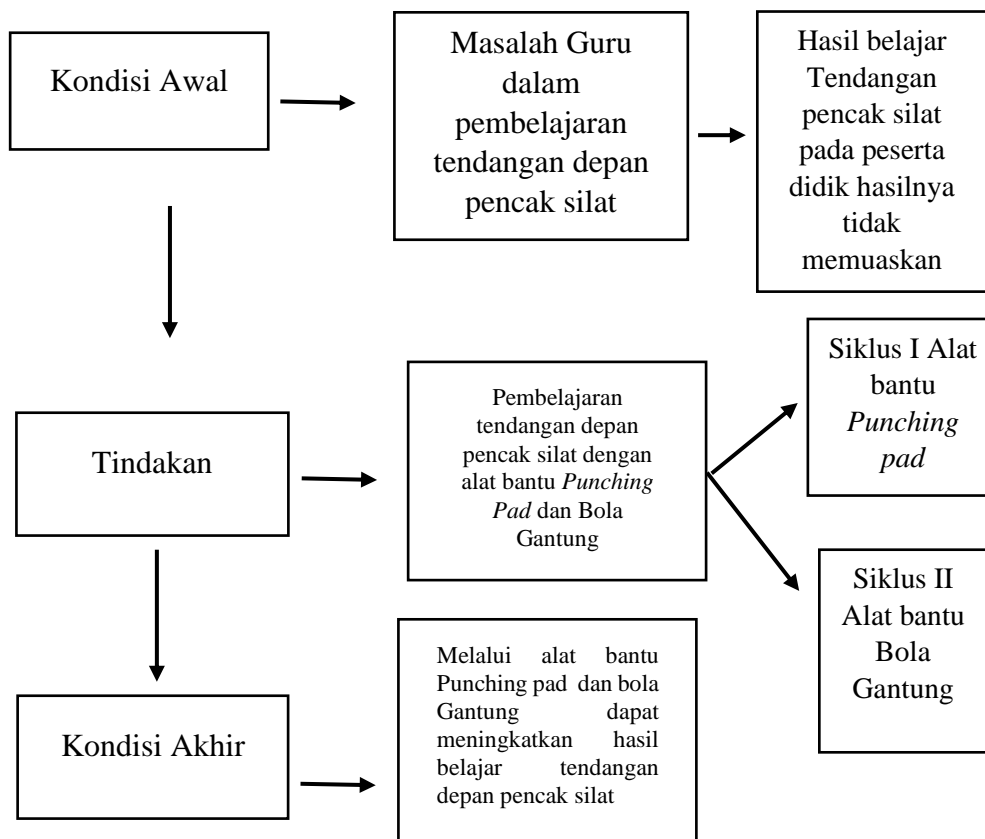 Kondisi Awal
Masalah Guru
dalam
pembelajaran
tendangan depan
pencak silat
Hasil belajar
Tendangan
pencak silat
pada peserta
didik hasilnya
tidak
memuaskan
Tindakan
Pembelajaran
tendangan depan
pencak silat dengan
alat bantu Punching
Pad dan Bola
Gantung
Siklus I Alat
bantu
Punching
pad
Siklus II
Alat bantu
Bola
Gantung
Kondisi Akhir
Melalui alat bantu
Punching pad dan bola
Gantung dapat
meningkatkan hasil
belajar tendangan
depan pencak silat